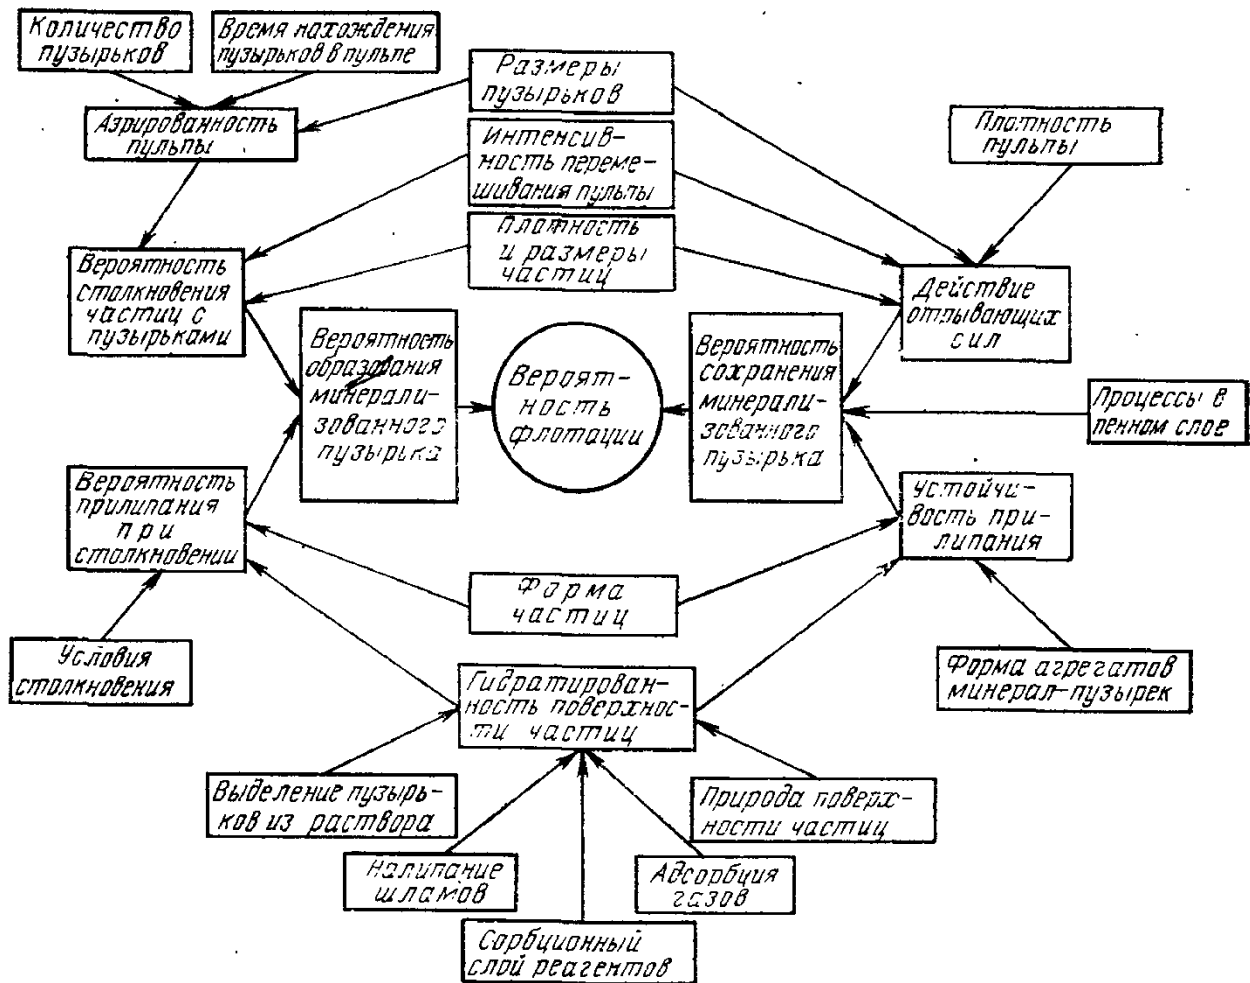 Количество
пузырьков
Время нахождения
пузырьков в пульпе
Размеры
пузырьков
Аэрированность
пульпы
Интенсив-
ность переме-
шивания пульпы
Плотность
пульпы
Плотность
и размеры
частиц
Вероятность
столкновения
частиц с
пузырьками
Действие
отрывающих
сил
Вероятность
образования
минерали-
зованного
пузырька
Вероят-
ность
флотации
Вероятность
сохранения
минерали-
зованного
пузырька
Процессы в
пенном слое
Вероятность
прилипания
при
столкновении
Устойчи-
вость при-
липания
Форма
частиц
Условия
столкновения
Гидратирован-
ность поверхнос-
ти частиц
Форма агрегатов
минерал-пузырек
Выделение пузырь-
ков из раствора
Природа поверх-
ности частиц
Налипание
шламов
Адсорбция
газов
Сорбционный
слой реагентов